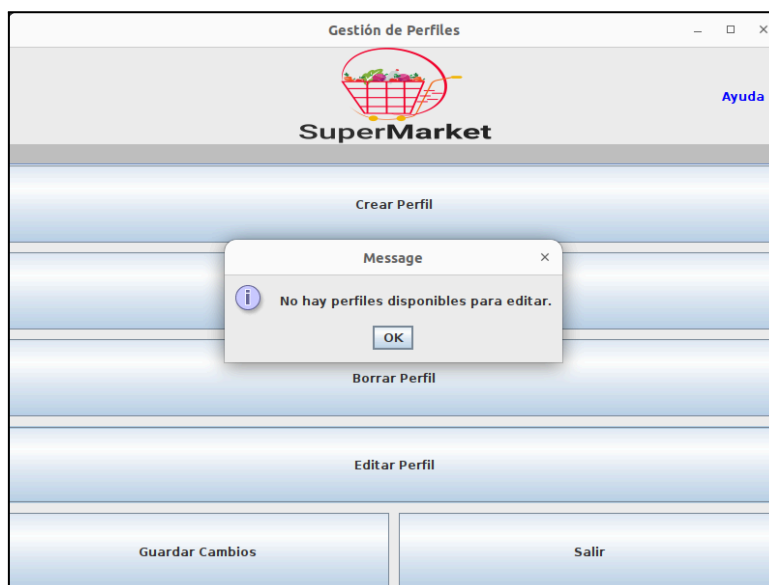 Gestión de Perfiles
Ayuda
SuperMarket
Crear Perfil
Message
No hay perfiles disponibles para editar.
OK
Borrar Perfil
Editar Perfil
Guardar Cambios
Salir